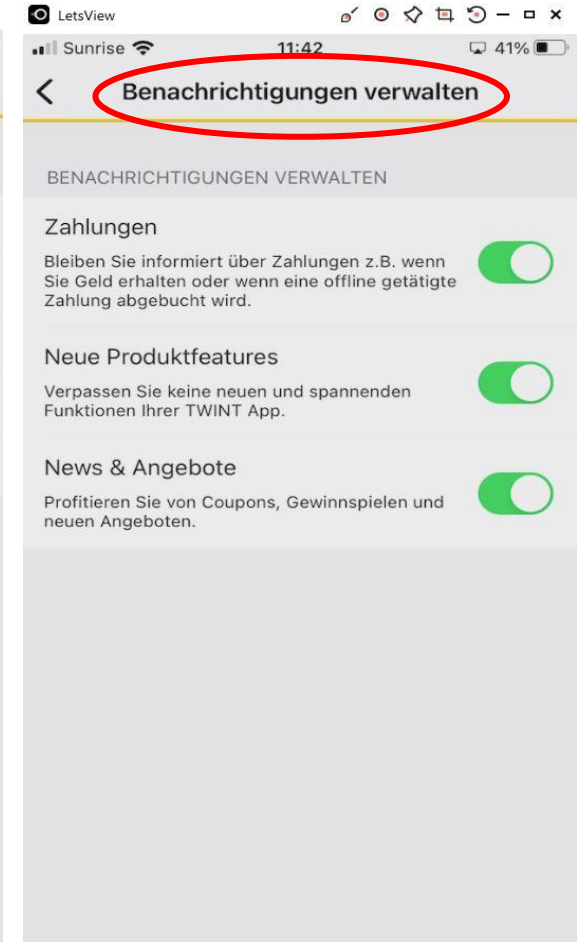 LetsView
Sunrise 11:42 41%
Benachrichtigungen verwalten
BENACHRICHTIGUNGEN VERWALTEN
Zahlungen
Bleiben Sie informiert über Zahlungen z.B. wenn
Sie Geld erhalten oder wenn eine offline getätigte
Zahlung abgebucht wird.
Neue Produktfeatures
Verpassen Sie keine neuen und spannenden
Funktionen Ihrer TWINT App.
News & Angebote
Profitieren Sie von Coupons, Gewinnspielen und
neuen Angeboten.